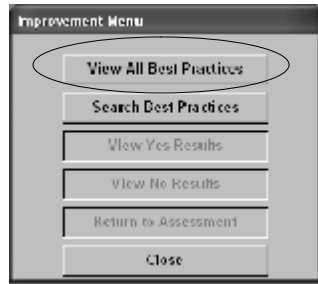 Improvement Menu
View All Best Practices
Search Best Practices
View Yes Results
View No Results
Return to Assessment
Close